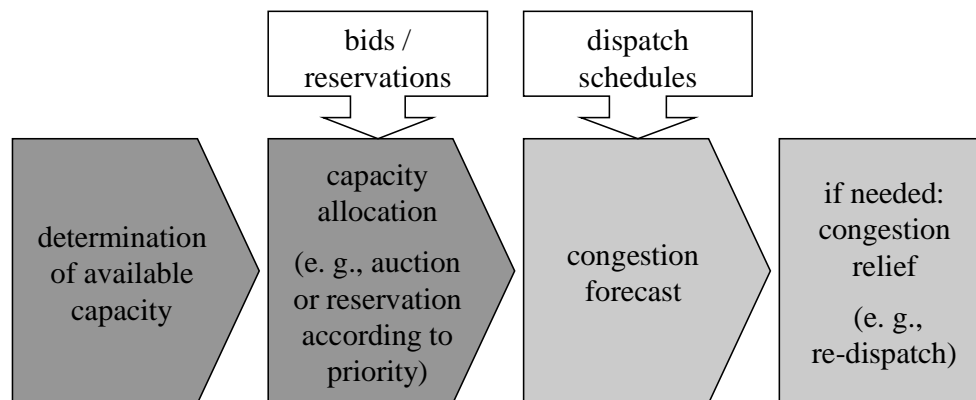 bids /
reservations
dispatch
schedules
determination
of available
capacity
capacity
allocation
(e. g., auction
or reservation
according to
priority)
congestion
forecast
if needed:
congestion
relief
(e. g.,
re-dispatch)